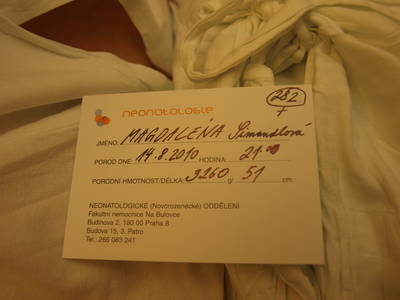 282
neonatologie ♀
JMÉNO: MAGDALEŇA Šimandlová
POROD DNE: 14.8.2010 HODINA: 21:00
PORODNÍ HMOTNOST/DÉLKA: 3260 g/ 51 cm
NEONATOLOGICKÉ (Novorozenecké) ODDĚLENÍ
Fakultní nemocnice Na Bulovce
Budínova 2, 180 00 Praha 8
Budova 15, 3. Patro
Tel.: 266 083 241